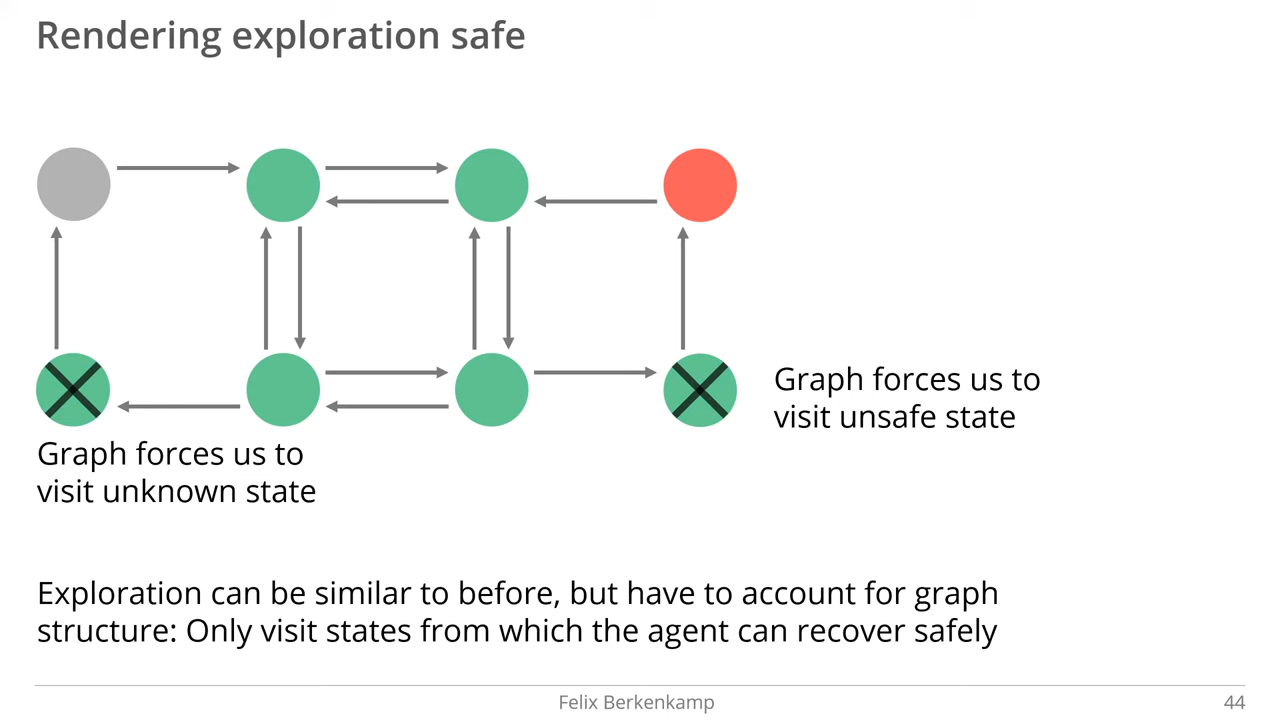 Rendering exploration safe
Graph forces us to
visit unsafe state
Graph forces us to
visit unknown state
Exploration can be similar to before, but have to account for graph
structure: Only visit states from which the agent can recover safely
Felix Berkenkamp
44